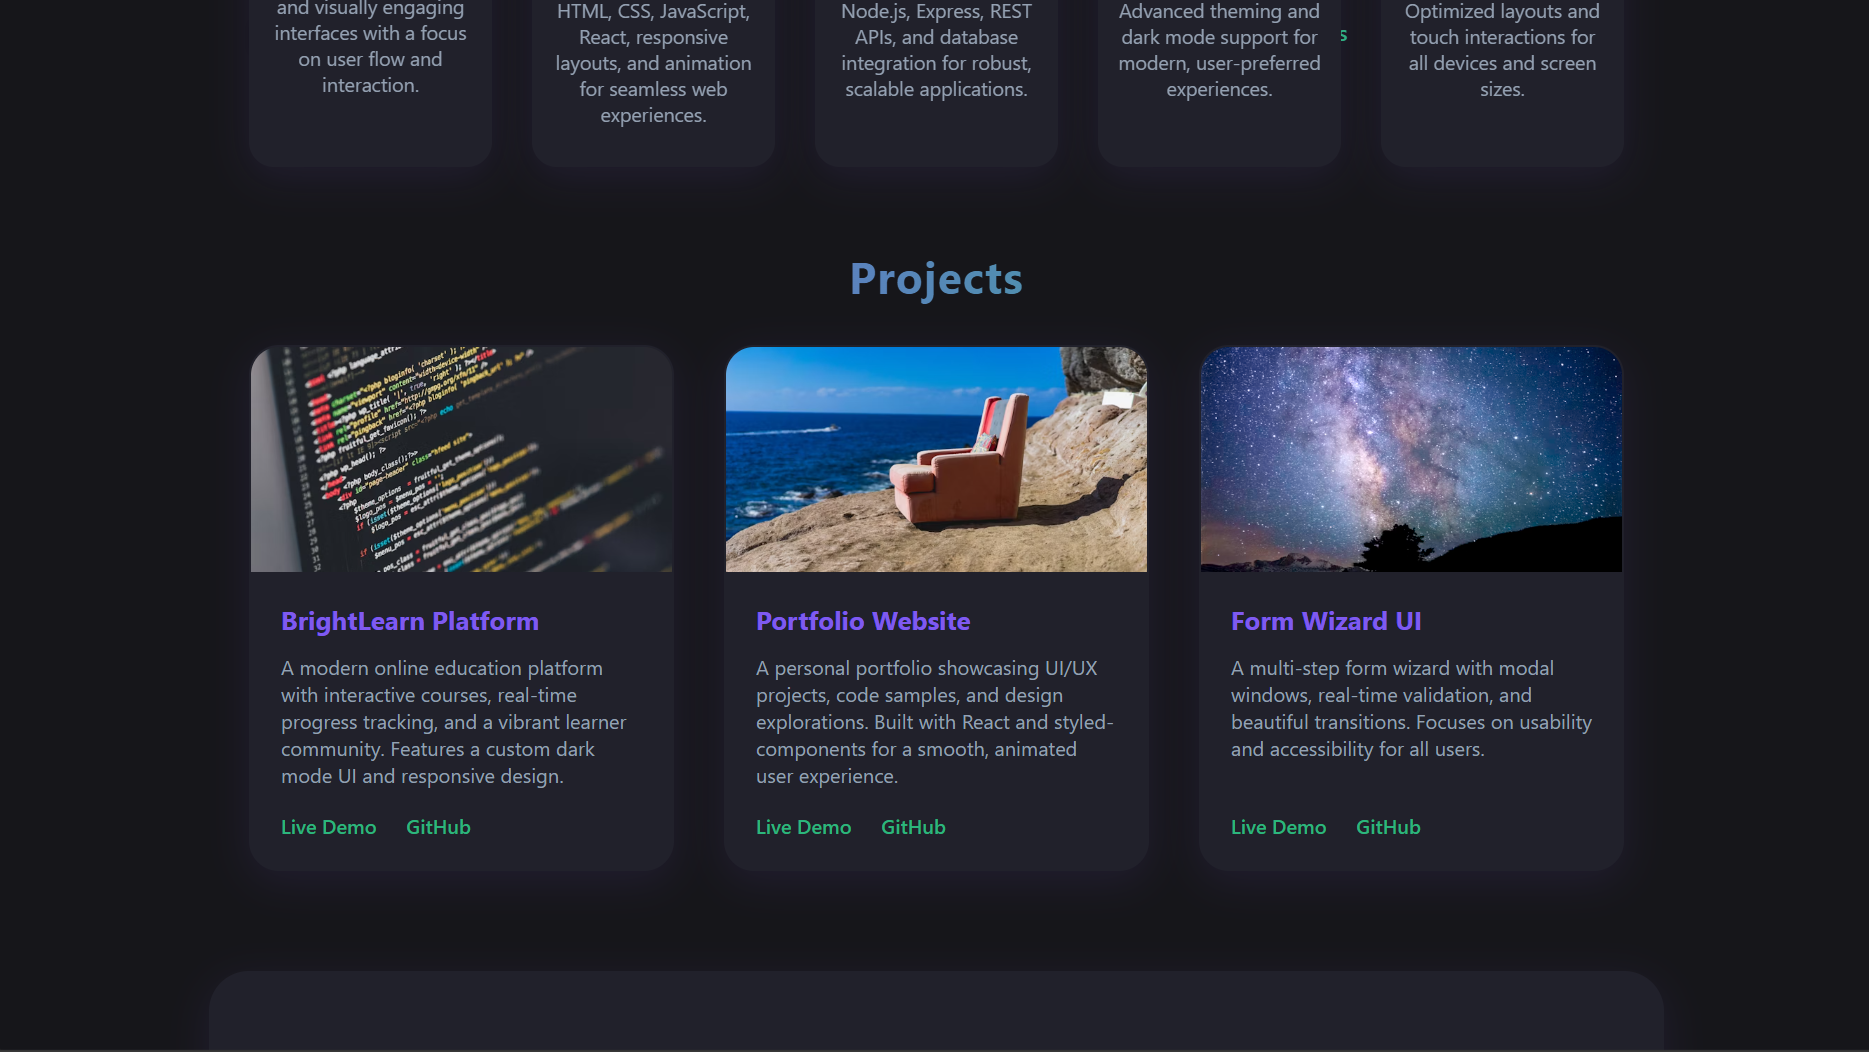 and visually engaging
interfaces with a focus
on user flow and
interaction.
HTML, CSS, JavaScript,
React, responsive
layouts, and animation
for seamless web
experiences.
Node.js, Express, REST
APIs, and database
integration for robust,
scalable applications.
Advanced theming and
dark mode support for
modern, user-preferred
experiences.
s
Optimized layouts and
touch interactions for
all devices and screen
sizes.
Projects
BrightLearn Platform
A modern online education platform
with interactive courses, real-time
progress tracking, and a vibrant learner
community. Features a custom dark
mode UI and responsive design.
Live Demo GitHub
Portfolio Website
A personal portfolio showcasing UI/UX
projects, code samples, and design
explorations. Built with React and styled-
components for a smooth, animated
user experience.
Live Demo GitHub
Form Wizard UI
A multi-step form wizard with modal
windows, real-time validation, and
beautiful transitions. Focuses on usability
and accessibility for all users.
Live Demo GitHub